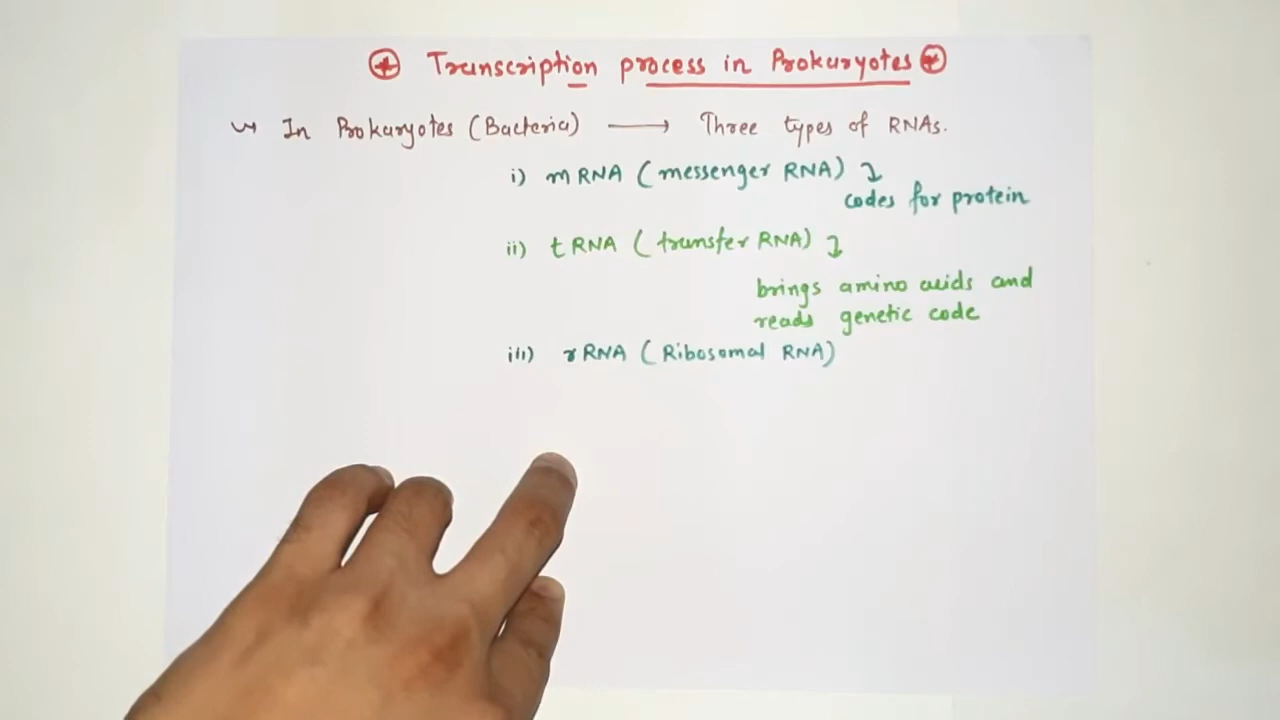 Transcription process in Prokaryotes
In Prokaryotes (Bacteria) → Three types of RNAs.
i) mRNA (messenger RNA)
codes for protein
ii) tRNA (transfer RNA)
brings amino acids and
reads genetic code
iii) rRNA (Ribosomal RNA)